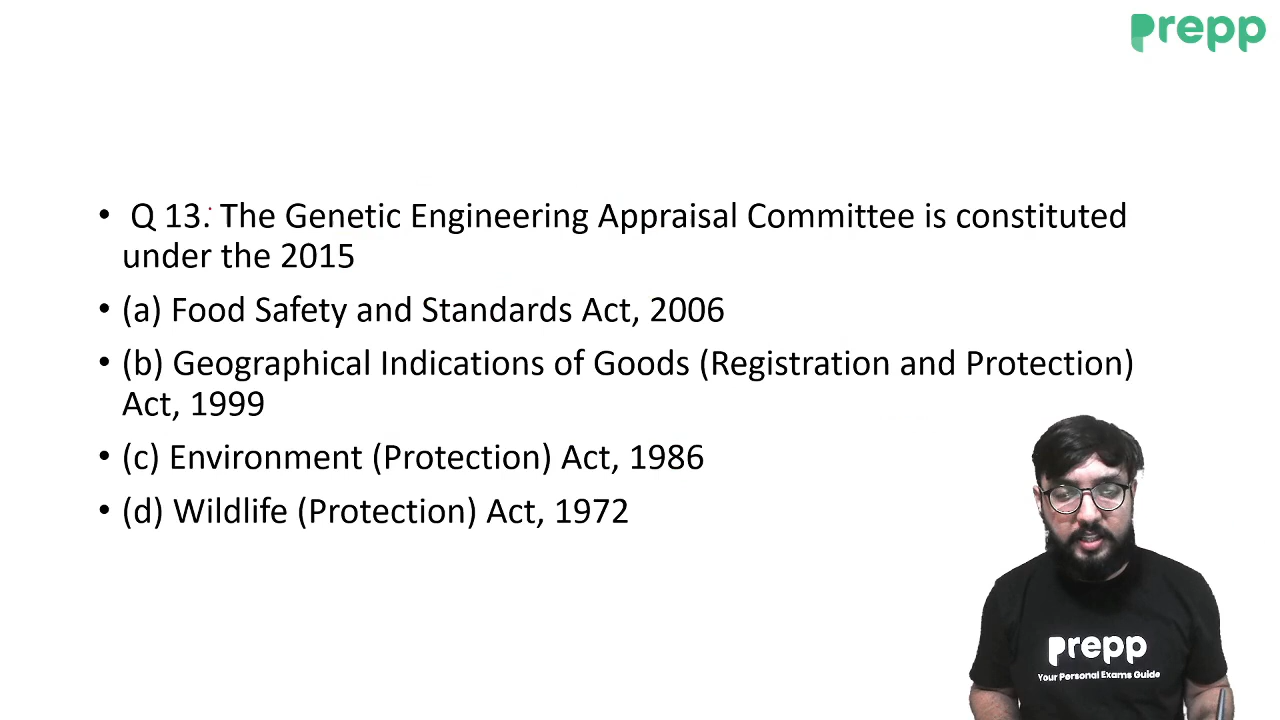 prepp
• Q 13. The Genetic Engineering Appraisal Committee is constituted
under the 2015
• (a) Food Safety and Standards Act, 2006
• (b) Geographical Indications of Goods (Registration and Protection)
Act, 1999
• (c) Environment (Protection) Act, 1986
• (d) Wildlife (Protection) Act, 1972
prepp
Your Personal Exams Guide